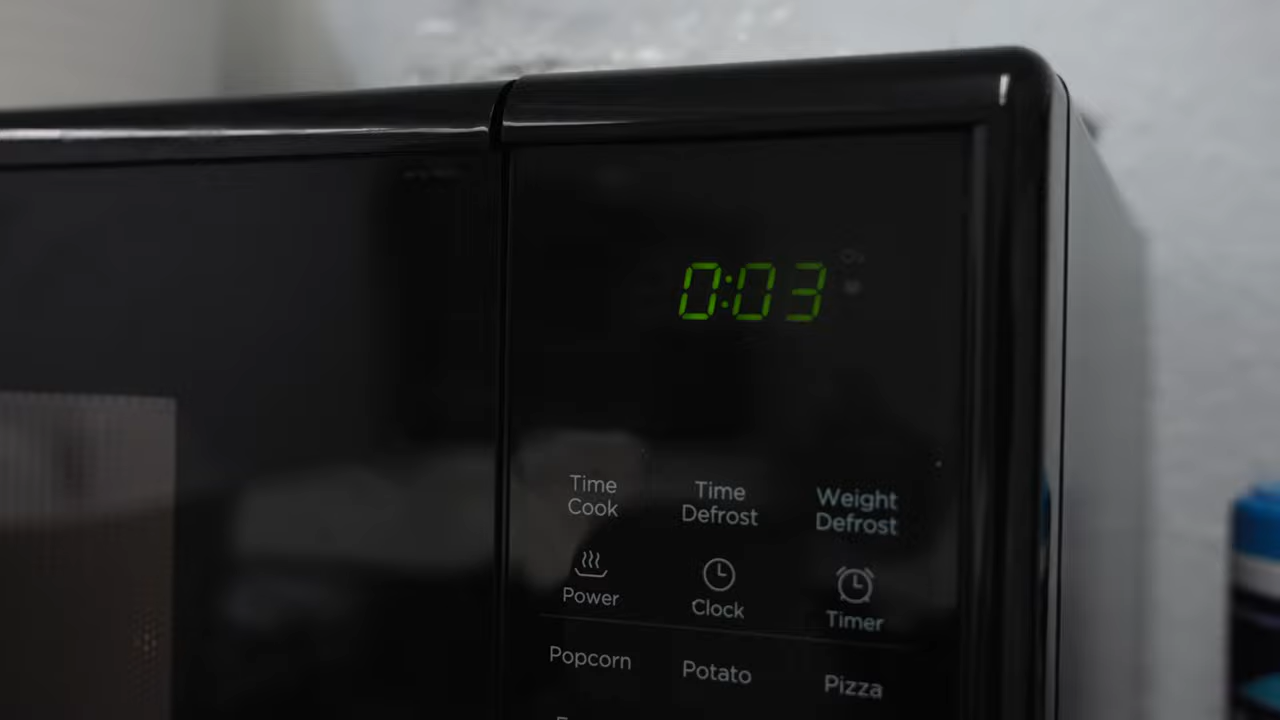 0:03
Time Cook
Time Defrost
Weight Defrost
Power
Clock
Timer
Popcorn
Potato
Pizza